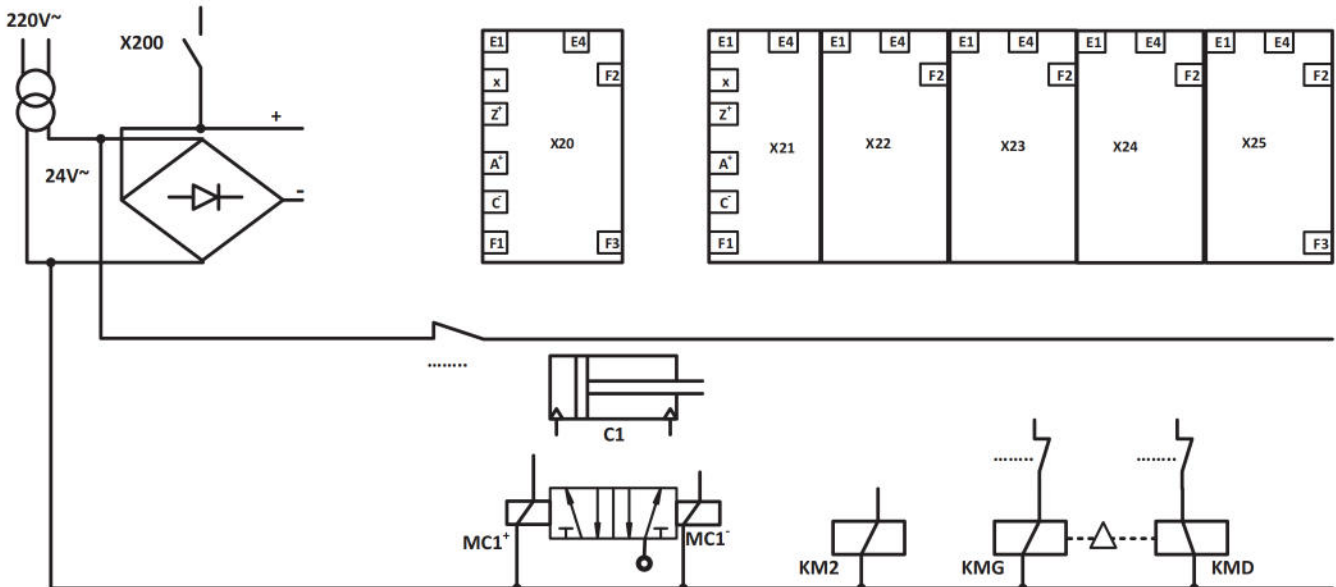 220V~
X200
+
24V~
-
E1 E4
F2
x
Z+
X20
A+
C-
F1 F3
E1 E4 E1 E4 E1 E4 E1 E4 E1 E4
F2 F2 F2 F2
x
Z+
X21 X22 X23 X24 X25
A+
C-
F1 F3
........
C1
........ ........
MC1+ MC1-
KM2 KMG KMD